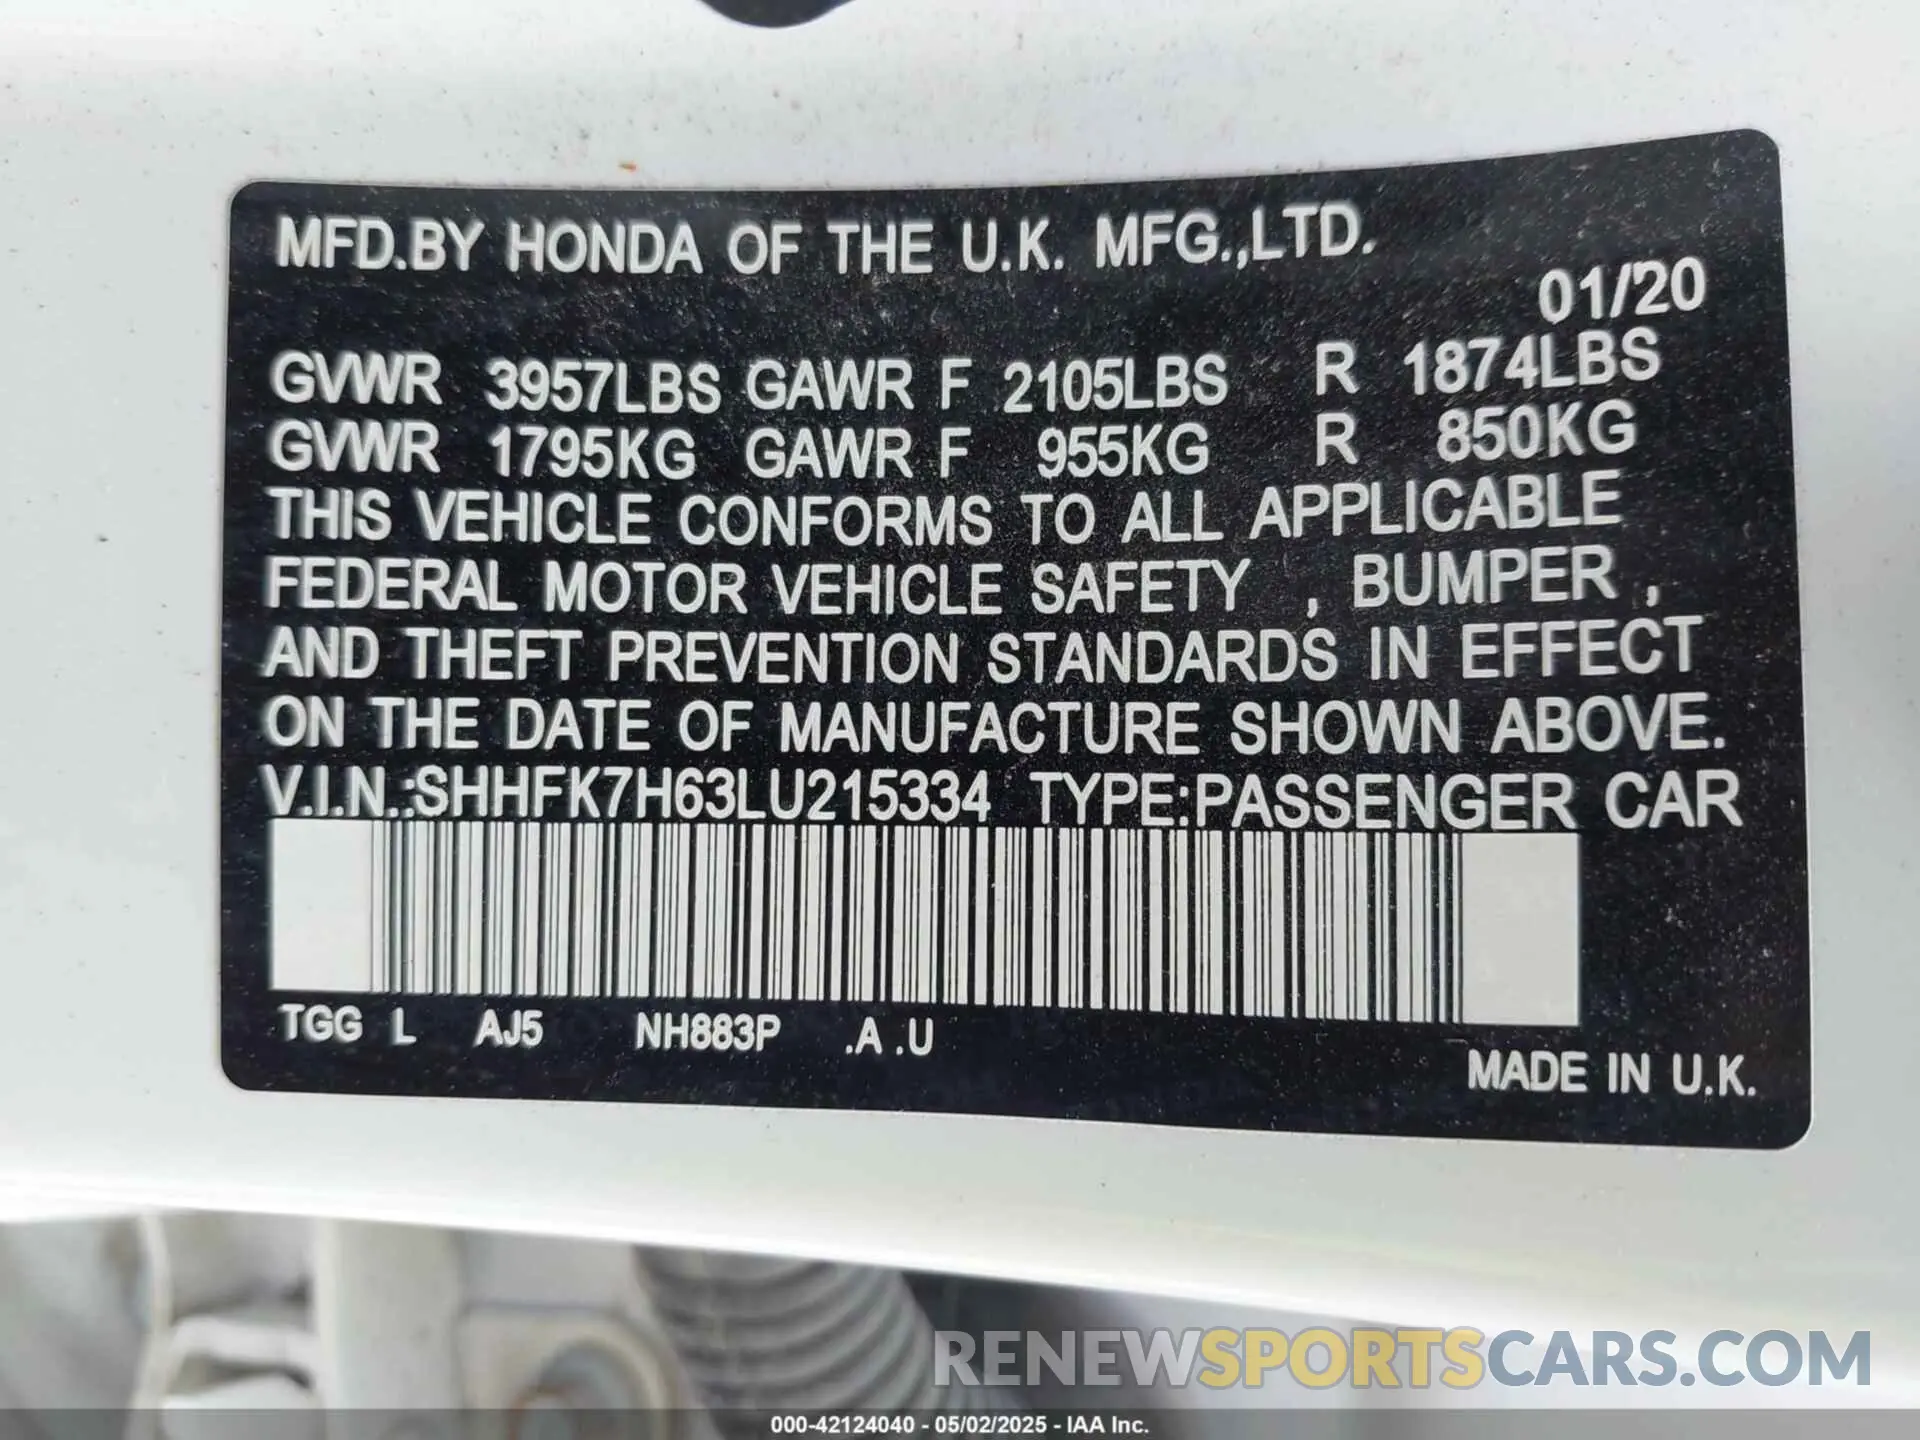 MFD.BY HONDA OF THE U.K. MFG.,LTD.
01/'20
GVWR 3957LBS GAWR F 2105LBS R 1874LBS
GVWR 1795KG GAWR F 955KG R 850KG
THIS VEHICLE CONFORMS TO ALL APPLICABLE
FEDERAL MOTOR VEHICLE SAFETY , BUMPER ,
AND THEFT PREVENTION STANDARDS IN EFFECT
ON THE DATE OF MANUFACTURE SHOWN ABOVE.
V.I.N.:SHHFK7H63LU215334 TYPE:PASSENGER CAR
TGG L AJ5 NH883P .A .U
MADE IN U.K.
RENEWSPORTSCARS.COM
000-42124040 - 05/02/2025 - IAA Inc.